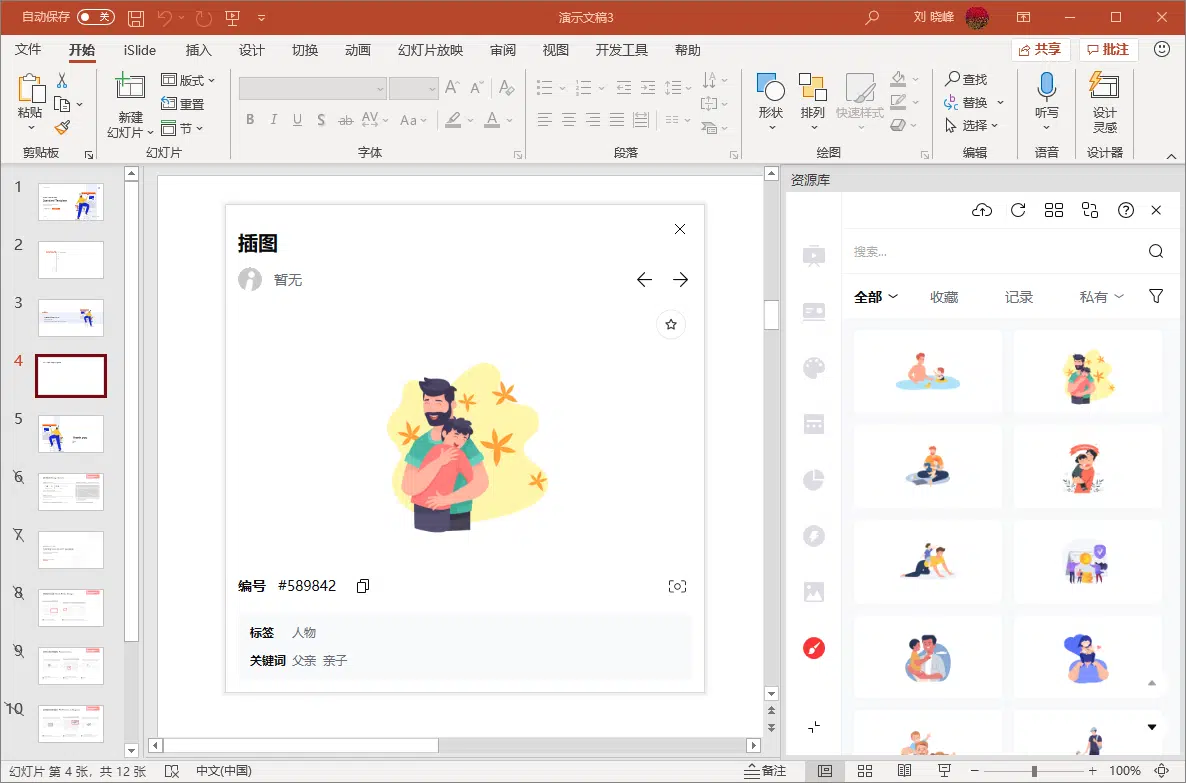 自动保存 关 演示文稿3 刘 晓峰
文件 开始 iSlide 插入 设计 切换 动画 幻灯片放映 审阅 视图 开发工具 帮助 共享 批注
粘贴
新建
幻灯片
版式
重置
节
B I U S ab AV Aa A
形状 排列 快速样式
查找
替换
选择
听写
设计
灵感
剪贴板 幻灯片 字体 段落 绘图 编辑 语音 设计器
1
2
3
4
5
6
7
8
9
10
插图
暂无
编号 #589842
标签 人物
关键词 父亲 亲子
资源库
搜索...
全部 收藏 记录 私有
幻灯片 第 4 张，共 12 张 中文(中国) 备注 100%